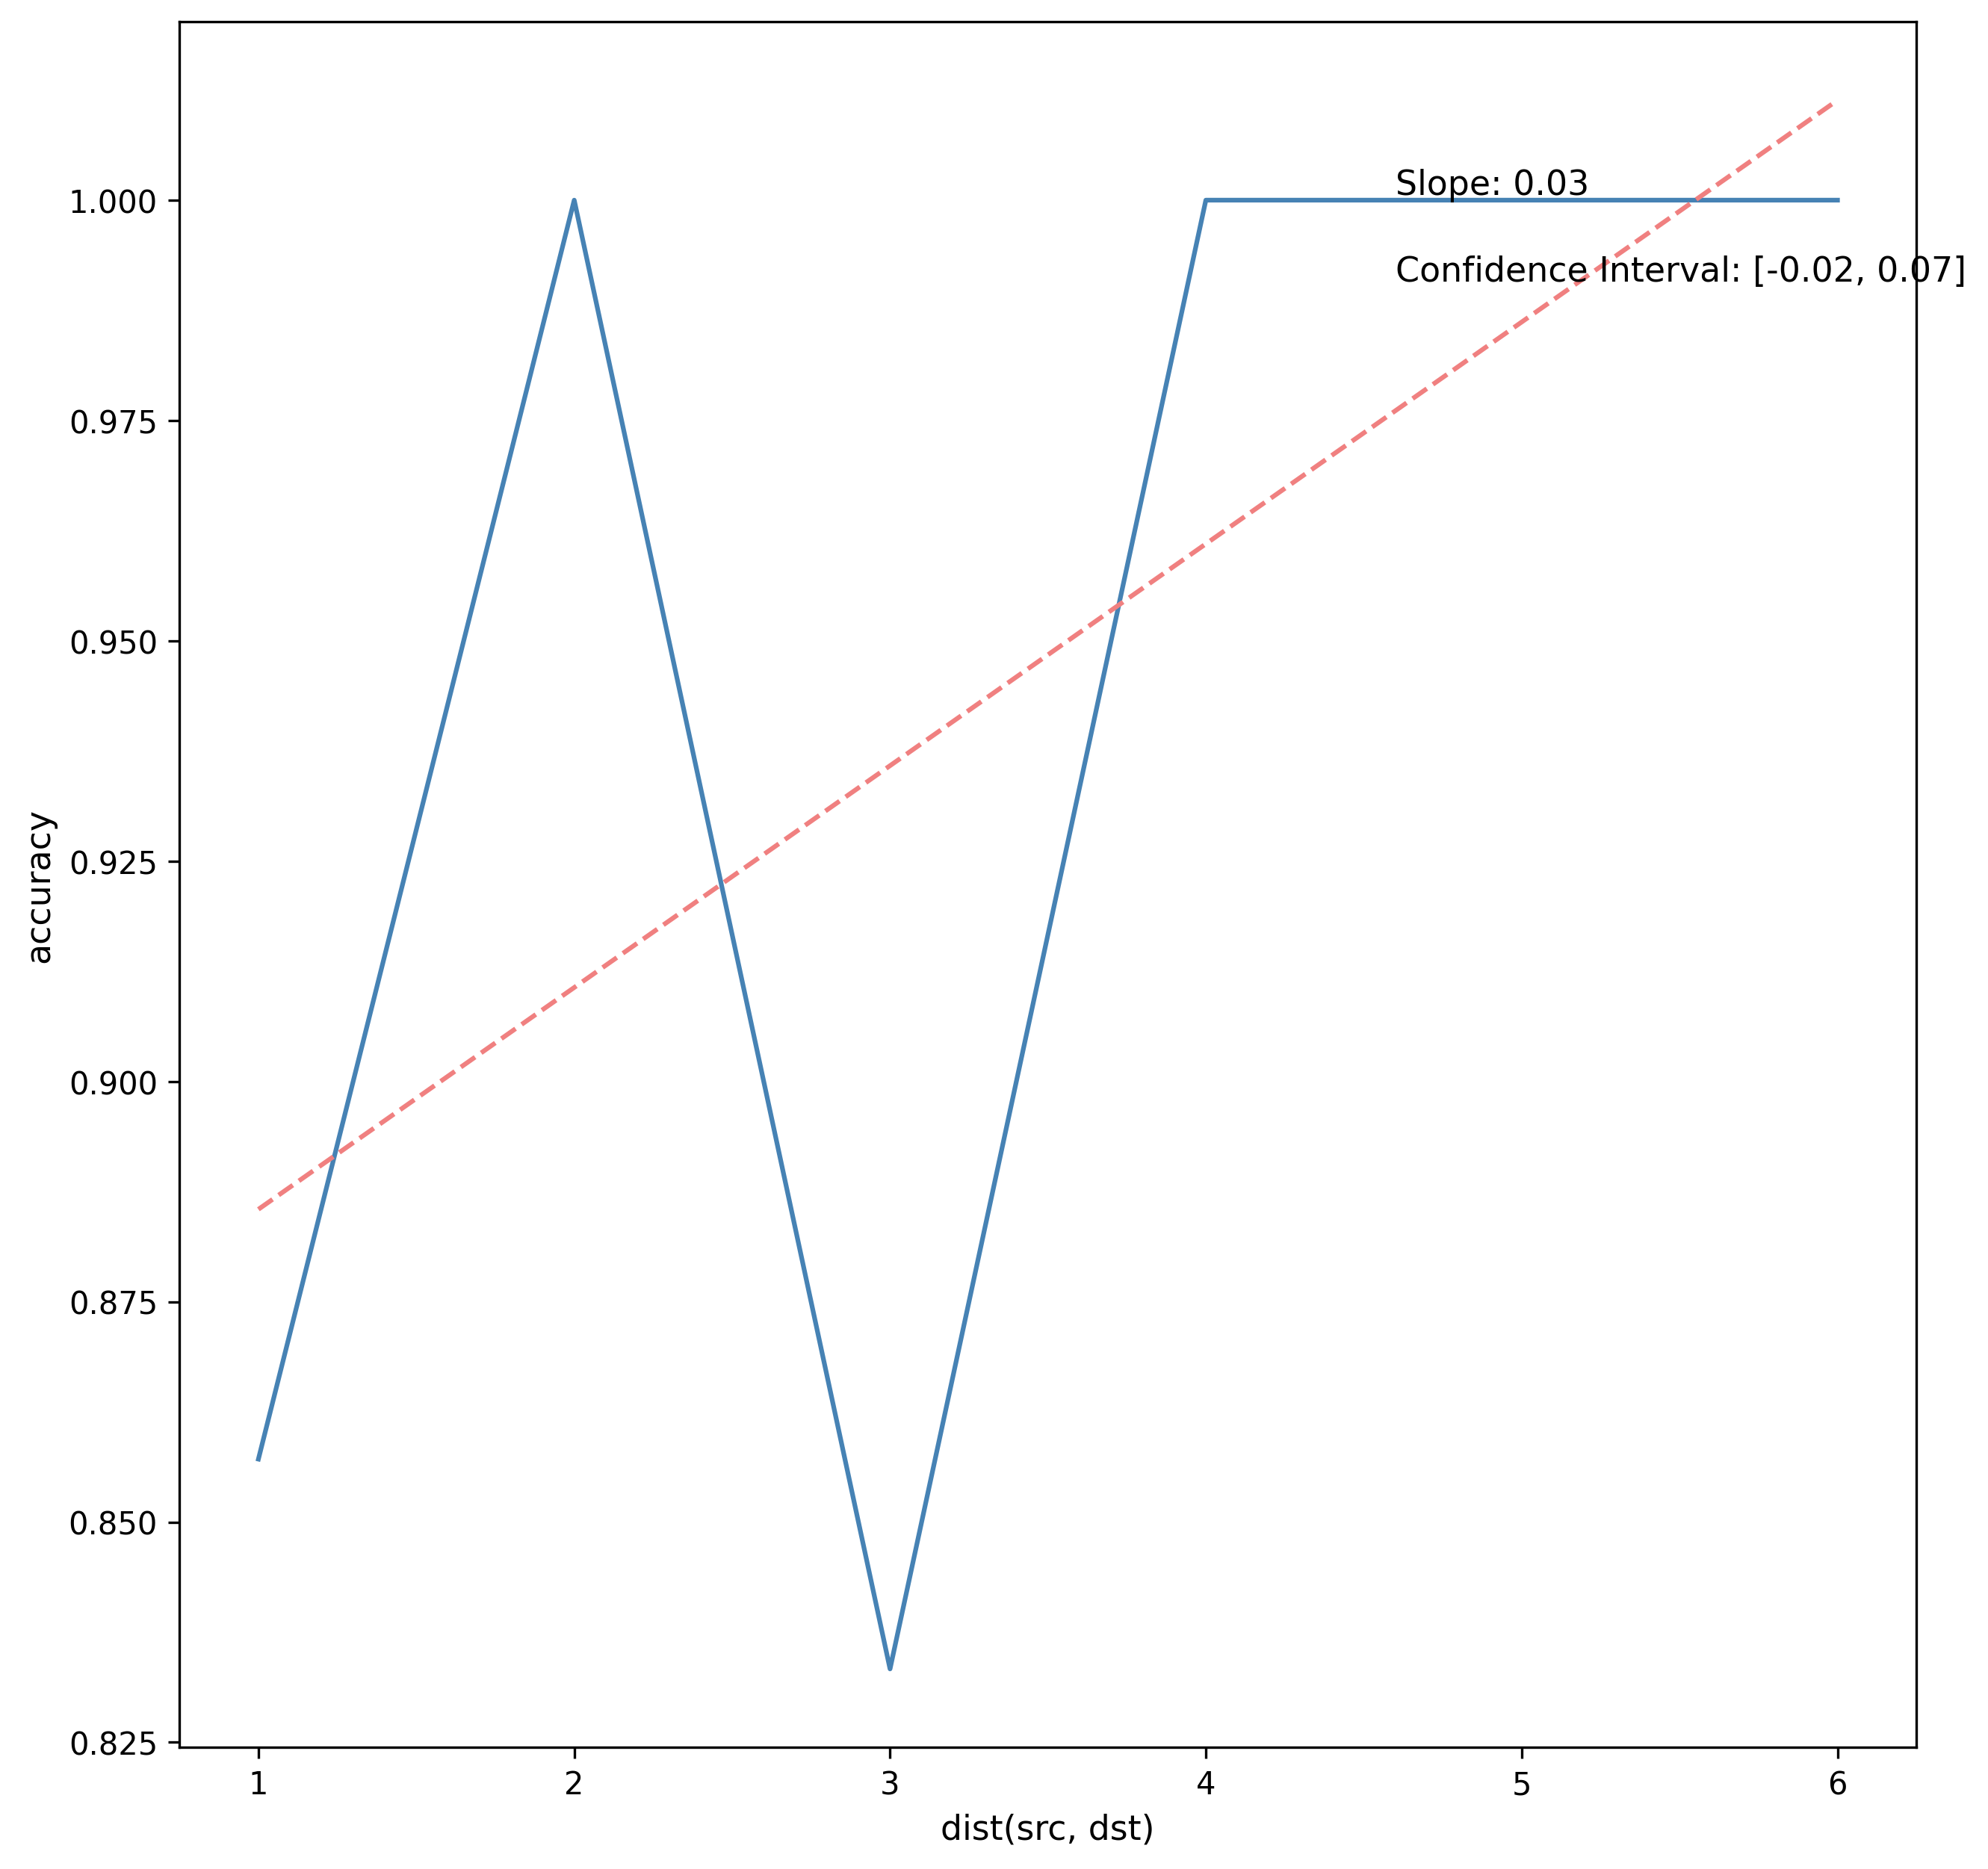 Slope: 0.03
Confidence Interval: [-0.02, 0.07]
1.000
0.975
0.950
0.925
0.900
0.875
0.850
0.825
accuracy
1 2 3 4 5 6
dist(src, dst)